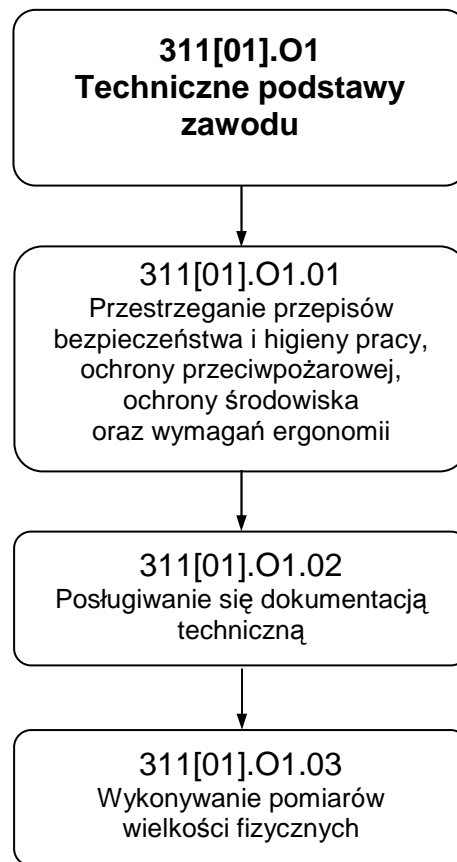 311[01].O1
Techniczne podstawy
zawodu
311[01].O1.01
Przestrzeganie przepisów
bezpieczeństwa i higieny pracy,
ochrony przeciwpożarowej,
ochrony środowiska
oraz wymagań ergonomii
311[01].O1.02
Posługiwanie się dokumentacją
techniczną
311[01].O1.03
Wykonywanie pomiarów
wielkości fizycznych